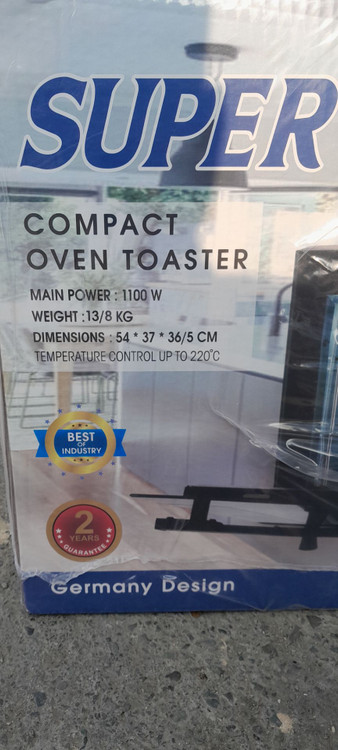 SUPER
COMPACT
OVEN TOASTER
MAIN POWER : 1100 W
WEIGHT :13/8 KG
DIMENSIONS : 54 * 37 * 36/5 CM
TEMPERATURE CONTROL UP TO 220°C
BEST
OF
INDUSTRY
2
YEARS
GUARANTEE
Germany Design